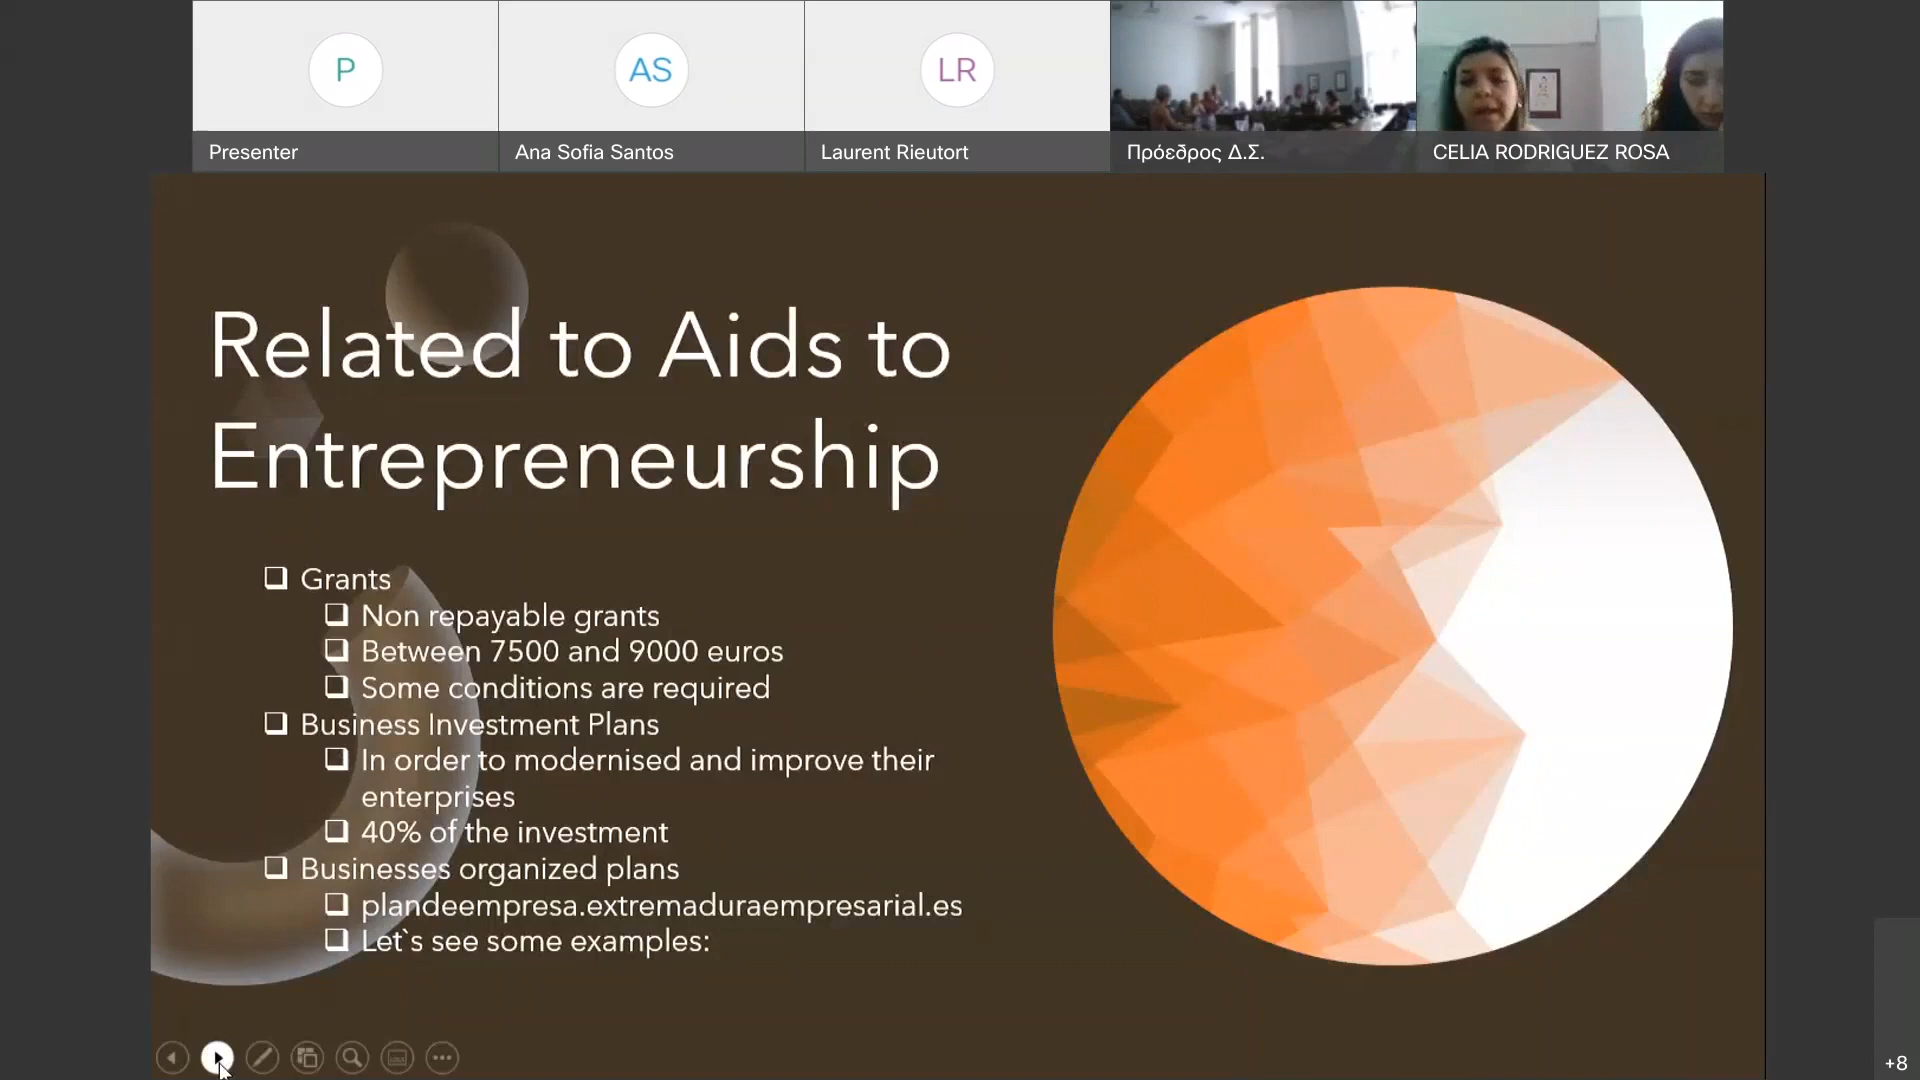 P
AS
LR
Presenter
Ana Sofia Santos
Laurent Rieutort
Πρόεδρος Δ.Σ.
CELIA RODRIGUEZ ROSA
Related to Aids to
Entrepreneurship
❑ Grants
❑ Non repayable grants
❑ Between 7500 and 9000 euros
❑ Some conditions are required
❑ Business Investment Plans
❑ In order to modernised and improve their
enterprises
❑ 40% of the investment
❑ Businesses organized plans
❑ plandeempresa.extremaduraempresarial.es
❑ Let`s see some examples:
+8